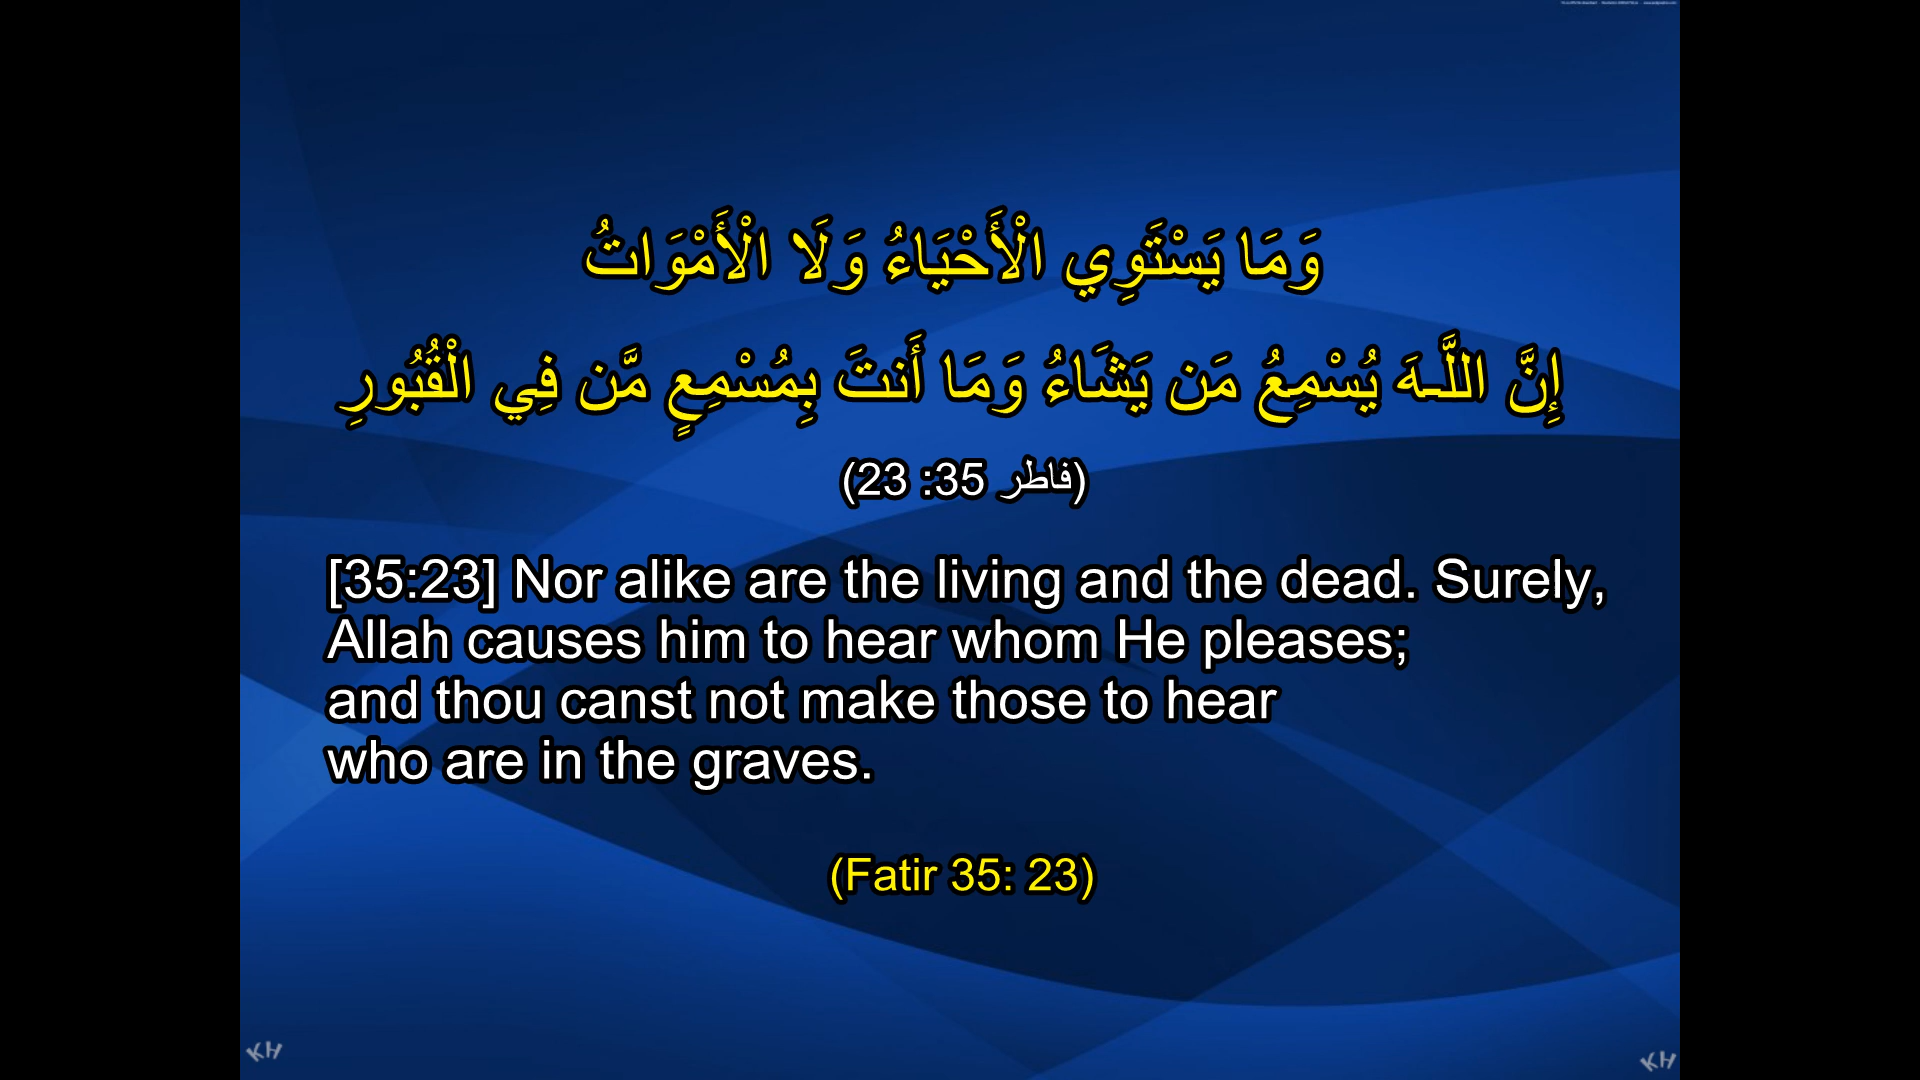 وَمَا يَسْتَوِي الْأَحْيَاءُ وَلَا الْأَمْوَاتُ
إِنَّ اللَّـهَ يُسْمِعُ مَن يَشَاءُ وَمَا أَنتَ بِمُسْمِعٍ مَّن فِي الْقُبُورِ
(فاطر 35: 23)
[35:23] Nor alike are the living and the dead. Surely,
Allah causes him to hear whom He pleases;
and thou canst not make those to hear
who are in the graves.
(Fatir 35: 23)
KH
KH